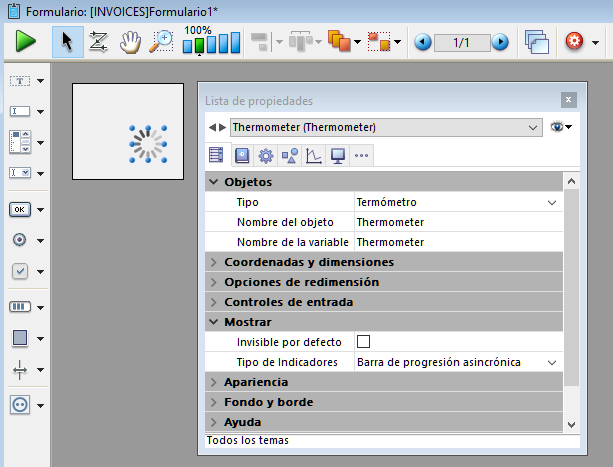 Formulario: [INVOICES]Formulario1*
100%
1/1
T
OK
Lista de propiedades
x
Thermometer (Thermometer)
Objetos
Tipo Termómetro
Nombre del objeto Thermometer
Nombre de la variable Thermometer
Coordenadas y dimensiones
Opciones de redimensión
Controles de entrada
Mostrar
Invisible por defecto
Tipo de Indicadores Barra de progresión asincrónica
Apariencia
Fondo y borde
Ayuda
Todos los temas